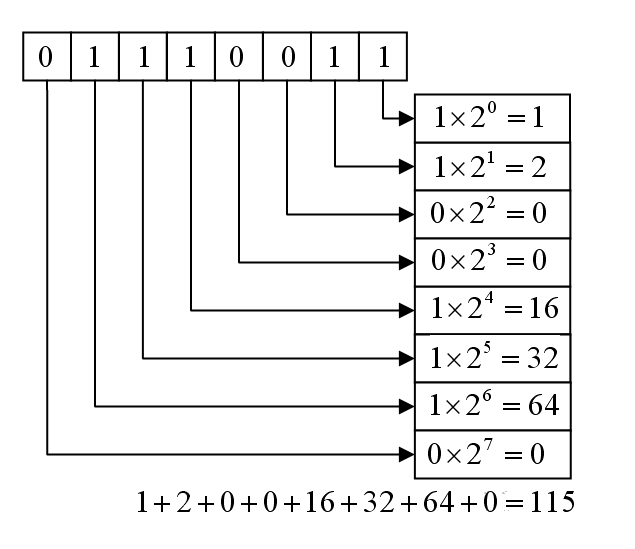 0 1 1 1 0 0 1 1
1×2⁰ = 1
1×2¹ = 2
0×2² = 0
0×2³ = 0
1×2⁴ = 16
1×2⁵ = 32
1×2⁶ = 64
0×2⁷ = 0
1+2+0+0+16+32+64+0=115